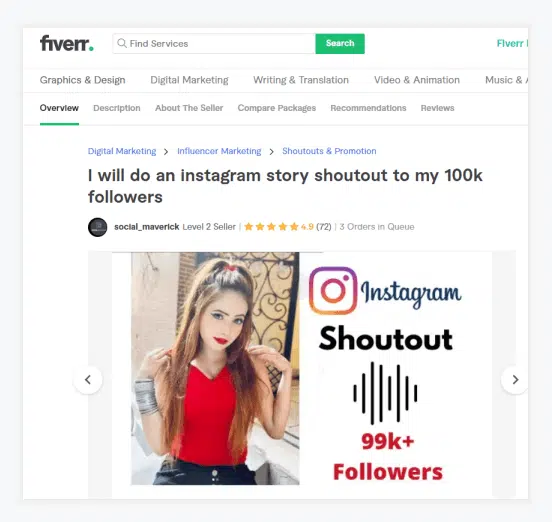 fiverr.
Find Services
Search
Fiverr
Graphics & Design Digital Marketing Writing & Translation Video & Animation Music &
Overview Description About The Seller Compare Packages Recommendations Reviews
Digital Marketing > Influencer Marketing > Shoutouts & Promotion
I will do an instagram story shoutout to my 100k
followers
social_maverick Level 2 Seller | 4.9 (72) | 3 Orders in Queue
Instagram
Shoutout
99k+
Followers